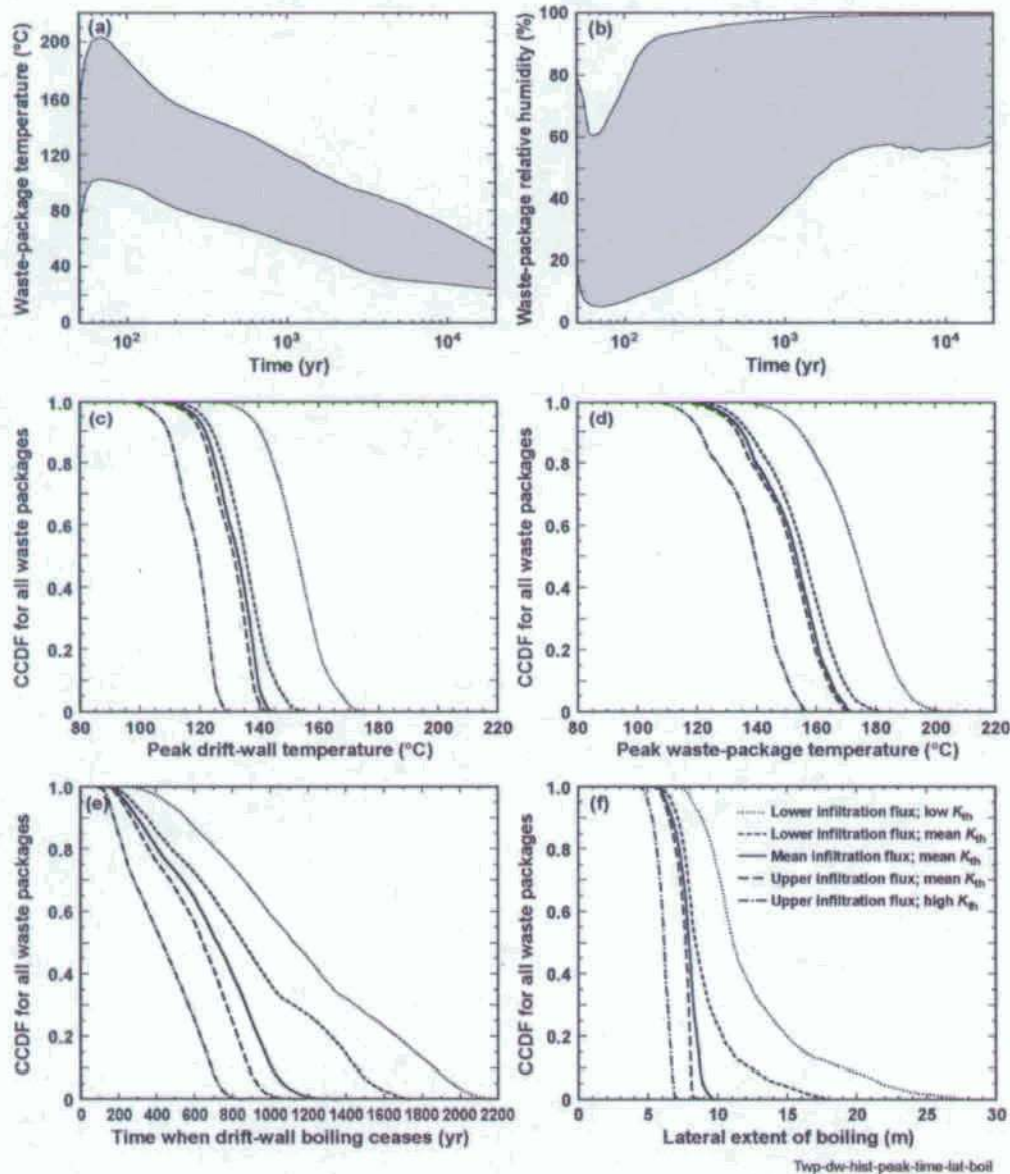 (a)
Waste-package temperature (°C)
200
160
120
80
40
0
10²
10³
10⁴
Time (yr)
(b)
Waste-package relative humidity (%)
100
80
60
40
20
0
10²
10³
10⁴
Time (yr)
(c)
CCDF for all waste packages
1.0
0.8
0.6
0.4
0.2
0
80 100 120 140 160 180 200 220
Peak drift-wall temperature (°C)
(d)
CCDF for all waste packages
1.0
0.8
0.6
0.4
0.2
0
80 100 120 140 160 180 200 220
Peak waste-package temperature (°C)
(e)
CCDF for all waste packages
1.0
0.8
0.6
0.4
0.2
0
0 200 400 600 800 1000 1200 1400 1600 1800 2000 2200
Time when drift-wall boiling ceases (yr)
(f)
CCDF for all waste packages
1.0
0.8
0.6
0.4
0.2
0
0 5 10 15 20 25 30
Lateral extent of boiling (m)
Lower infiltration flux; low Kth
Lower infiltration flux; mean Kth
Mean infiltration flux; mean Kth
Upper infiltration flux; mean Kth
Upper infiltration flux; high Kth
Twp-dw-hist-peak-time-lat-boil